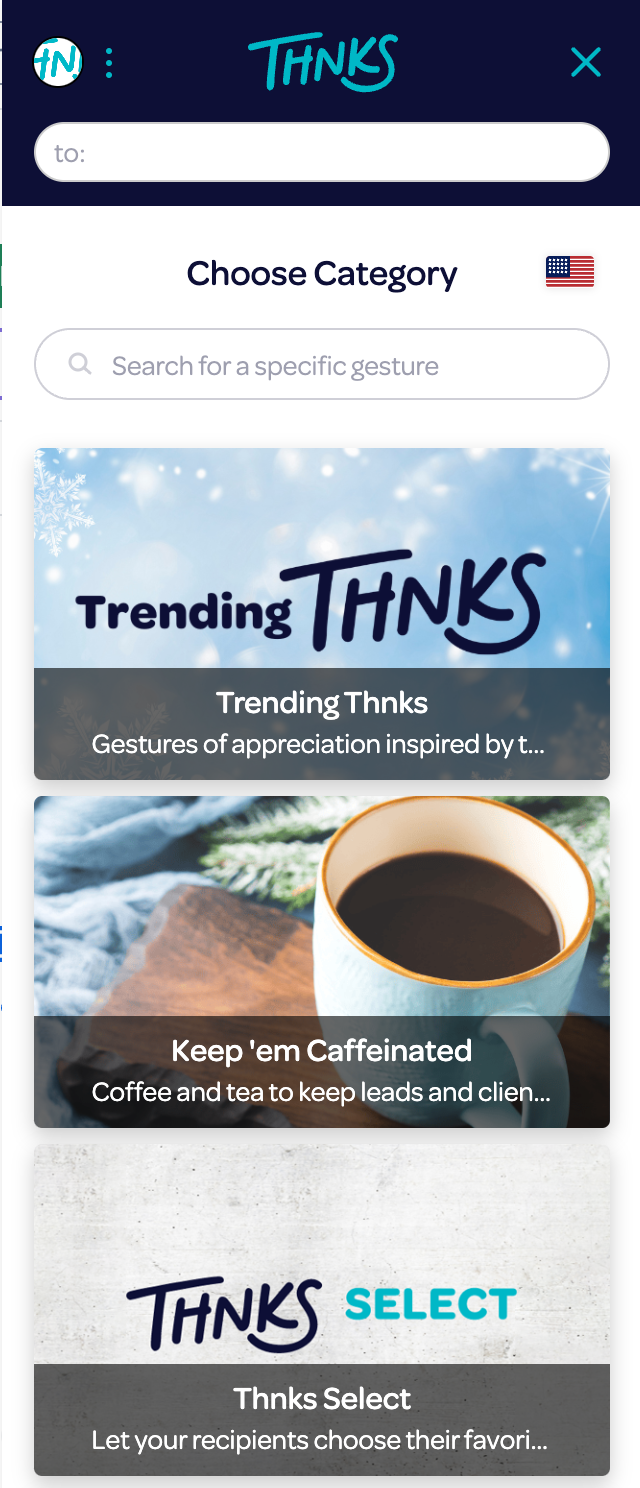 THNKS
to:
Choose Category
Search for a specific gesture
Trending THNKS
Trending Thnks
Gestures of appreciation inspired by t...
Keep 'em Caffeinated
Coffee and tea to keep leads and clien...
THNKS SELECT
Thnks Select
Let your recipients choose their favori...